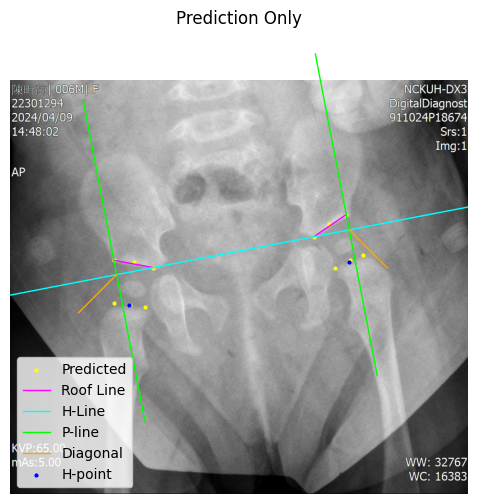 Prediction Only
| 006M| F
22301294
2024/04/09
14:48:02
AP
NCKUH-DX3
DigitalDiagnost
911024P18674
Srs:1
Img:1
Predicted
Roof Line
H-Line
P-line
Diagonal
H-point
KVP:65.00
mAs:5.00
WW: 32767
WC: 16383